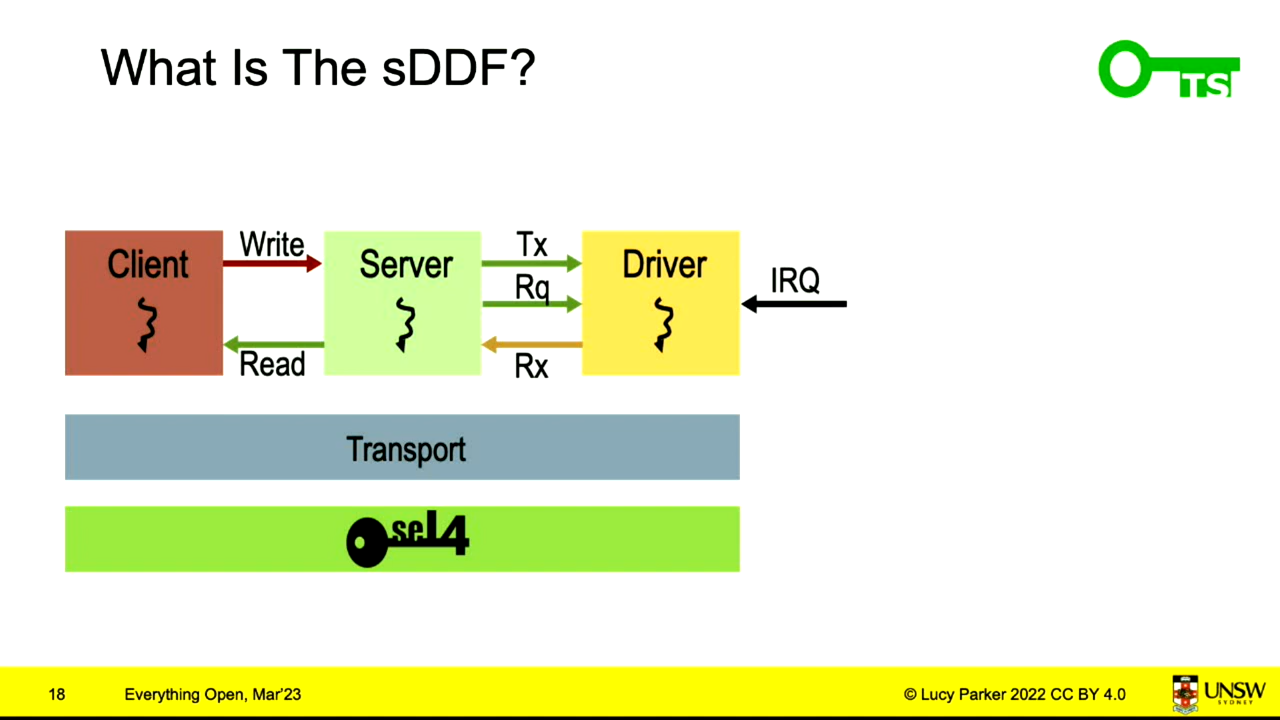 What Is The sDDF?
TS
Client
Write
Server
Tx
Driver
Rq
IRQ
Read
Rx
Transport
seL4
18
Everything Open, Mar'23
© Lucy Parker 2022 CC BY 4.0
UNSW
SYDNEY